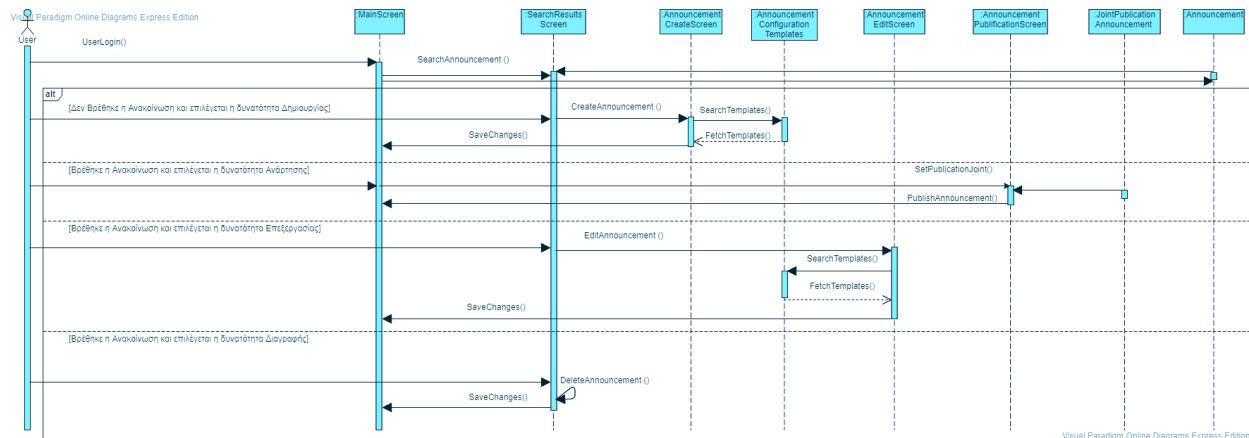 Visual Paradigm Online Diagrams Express Edition
User
:MainScreen
:SearchResults
Screen
:Announcement
CreateScreen
:Announcement
Configuration
Templates
:Announcement
EditScreen
:Announcement
PublificationScreen
:JointPublication
Announcement
:Announcement
UserLogin()
SearchAnnouncement ()
alt
[Δεν Βρέθηκε η Ανακοίνωση και επιλέγεται η δυνατότητα Δημιουργίας]
CreateAnnouncement ()
SearchTemplates()
FetchTemplates()
SaveChanges()
[Βρέθηκε η Ανακοίνωση και επιλέγεται η δυνατότητα Ανάρτησης]
SetPublicationJoint()
PublishAnnouncement()
[Βρέθηκε η Ανακοίνωση και επιλέγεται η δυνατότητα Επεξεργασίας]
EditAnnouncement ()
SearchTemplates()
FetchTemplates()
SaveChanges()
[Βρέθηκε η Ανακοίνωση και επιλέγεται η δυνατότητα Διαγραφής]
DeleteAnnouncement ()
SaveChanges()
Visual Paradigm Online Diagrams Express Edition